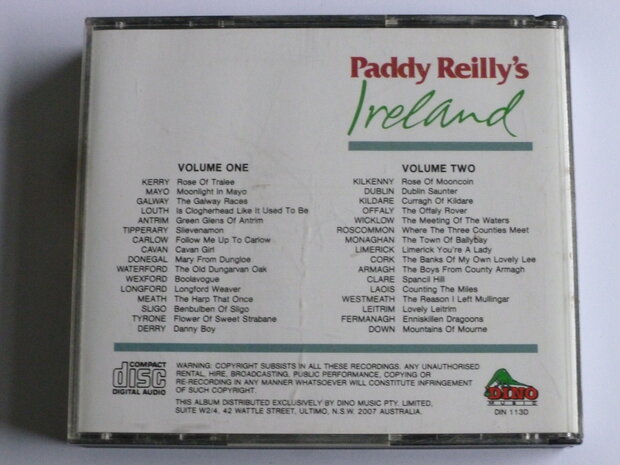 Paddy Reilly's
Ireland
VOLUME ONE
KERRY Rose Of Tralee
MAYO Moonlight In Mayo
GALWAY The Galway Races
LOUTH Is Clogherhead Like It Used To Be
ANTRIM Green Glens Of Antrim
TIPPERARY Slievenamon
CARLOW Follow Me Up To Carlow
CAVAN Cavan Girl
DONEGAL Mary From Dungloe
WATERFORD The Old Dungarvan Oak
WEXFORD Boolavogue
LONGFORD Longford Weaver
MEATH The Harp That Once
SLIGO Benbulben Of Sligo
TYRONE Flower Of Sweet Strabane
DERRY Danny Boy
VOLUME TWO
KILKENNY Rose Of Mooncoin
DUBLIN Dublin Saunter
KILDARE Curragh Of Kildare
OFFALY The Offaly Rover
WICKLOW The Meeting Of The Waters
ROSCOMMON Where The Three Counties Meet
MONAGHAN The Town Of Ballybay
LIMERICK Limerick You're A Lady
CORK The Banks Of My Own Lovely Lee
ARMAGH The Boys From County Armagh
CLARE Spancil Hill
LAOIS Counting The Miles
WESTMEATH The Reason I Left Mullingar
LEITRIM Lovely Leitrim
FERMANAGH Enniskillen Dragoons
DOWN Mountains Of Mourne
COMPACT
disc
DIGITAL AUDIO
WARNING: COPYRIGHT SUBSISTS IN ALL THESE RECORDINGS. ANY UNAUTHORISED
RENTAL, HIRE, BROADCASTING, PUBLIC PERFORMANCE, COPYING OR
RE-RECORDING IN ANY MANNER WHATSOEVER WILL CONSTITUTE INFRINGEMENT
OF SUCH COPYRIGHT.
THIS ALBUM DISTRIBUTED EXCLUSIVELY BY DINO MUSIC PTY. LIMITED,
SUITE W2/4, 42 WATTLE STREET, ULTIMO, N.S.W. 2007 AUSTRALIA.
DINO
MUSIC
DIN 113D